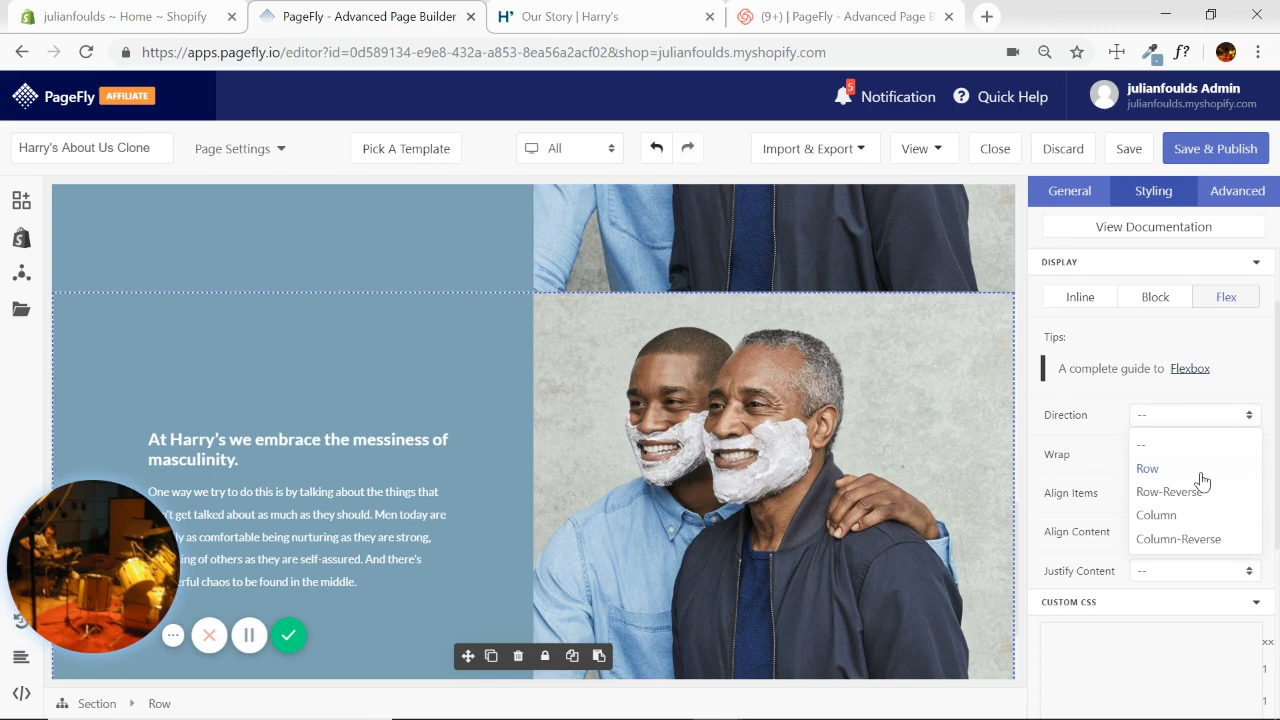 julianfoulds ~ Home ~ Shopify
PageFly - Advanced Page Builder
Our Story | Harry's
(9+) | PageFly - Advanced Page B
https://apps.pagefly.io/editor?id=0d589134-e9e8-432a-a853-8ea56a2acf02&shop=julianfoulds.myshopify.com
f?
PageFly AFFILIATE
5
Notification
Quick Help
julianfoulds Admin
julianfoulds.myshopify.com
Harry's About Us Clone
Page Settings
Pick A Template
All
Import & Export
View
Close
Discard
Save
Save & Publish
General
Styling
Advanced
View Documentation
DISPLAY
Inline
Block
Flex
Tips:
A complete guide to Flexbox
Direction
--
--
Wrap
Row
Align Items
Row-Reverse
Column
Align Content
Column-Reverse
Justify Content
--
CUSTOM CSS
xx
1
1
At Harry's we embrace the messiness of
masculinity.
One way we try to do this is by talking about the things that
get talked about as much as they should. Men today are
as comfortable being nurturing as they are strong,
of others as they are self-assured. And there's
chaos to be found in the middle.
Section
Row